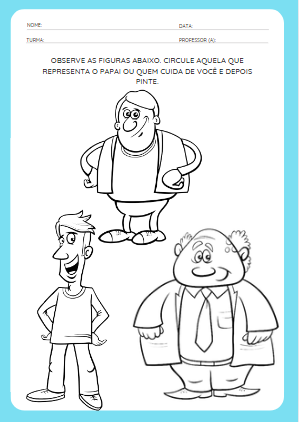 NOME: DATA:
TURMA: PROFESSOR (A):
OBSERVE AS FIGURAS ABAIXO. CIRCULE AQUELA QUE
REPRESENTA O PAPAI OU QUEM CUIDA DE VOCÊ E DEPOIS
PINTE.